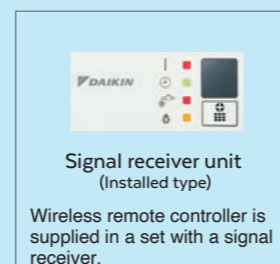 DAIKIN
Signal receiver unit
(Installed type)
Wireless remote controller is
supplied in a set with a signal
receiver.